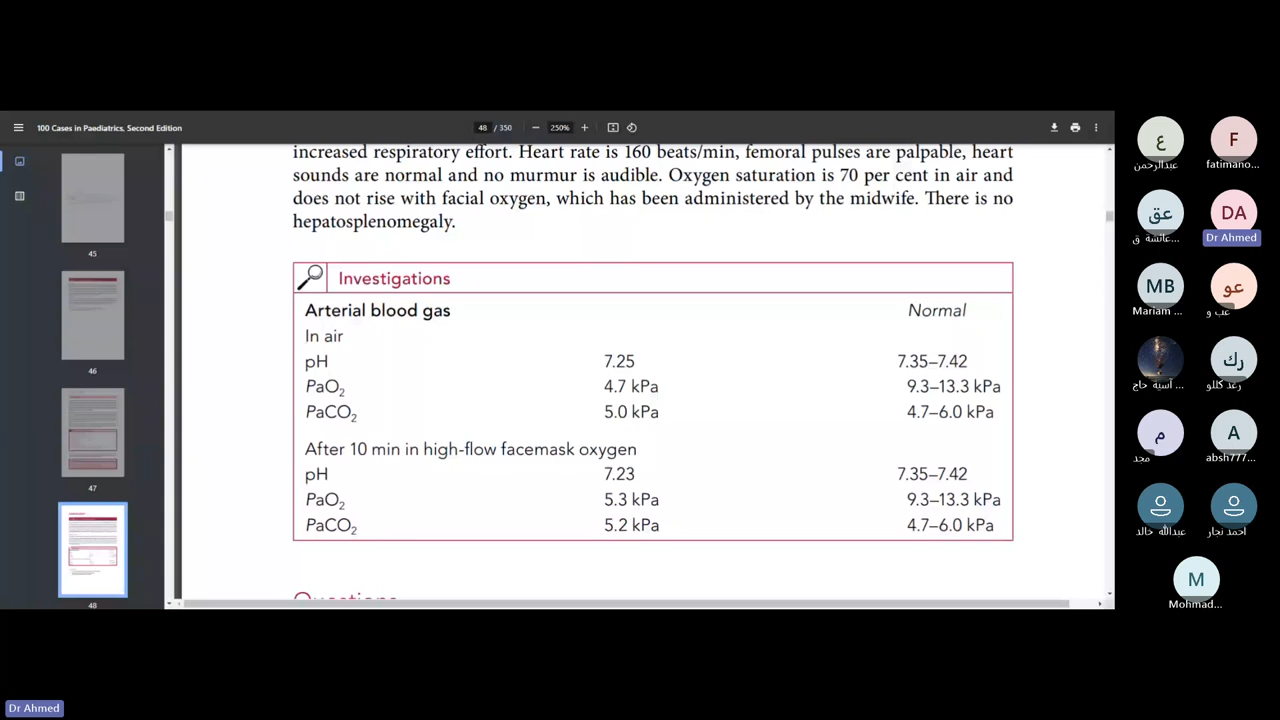 100 Cases in Paediatrics, Second Edition
48 / 350
250%
45
46
47
48
increased respiratory effort. Heart rate is 160 beats/min, femoral pulses are palpable, heart
sounds are normal and no murmur is audible. Oxygen saturation is 70 per cent in air and
does not rise with facial oxygen, which has been administered by the midwife. There is no
hepatosplenomegaly.
Investigations
Arterial blood gas Normal
In air
pH 7.25 7.35–7.42
PaO2 4.7 kPa 9.3–13.3 kPa
PaCO2 5.0 kPa 4.7–6.0 kPa
After 10 min in high-flow facemask oxygen
pH 7.23 7.35–7.42
PaO2 5.3 kPa 9.3–13.3 kPa
PaCO2 5.2 kPa 4.7–6.0 kPa
ع
عبدالرحمن
F
fatimano...
عق
عائشة ق...
DA
Dr Ahmed
MB
Mariam ...
عو
عب و
آسية حاج ...
رك
رغد كللو
م
مجد
A
absh777...
عبدالله خالد
احمد نجار
M
Mohmad...
Dr Ahmed